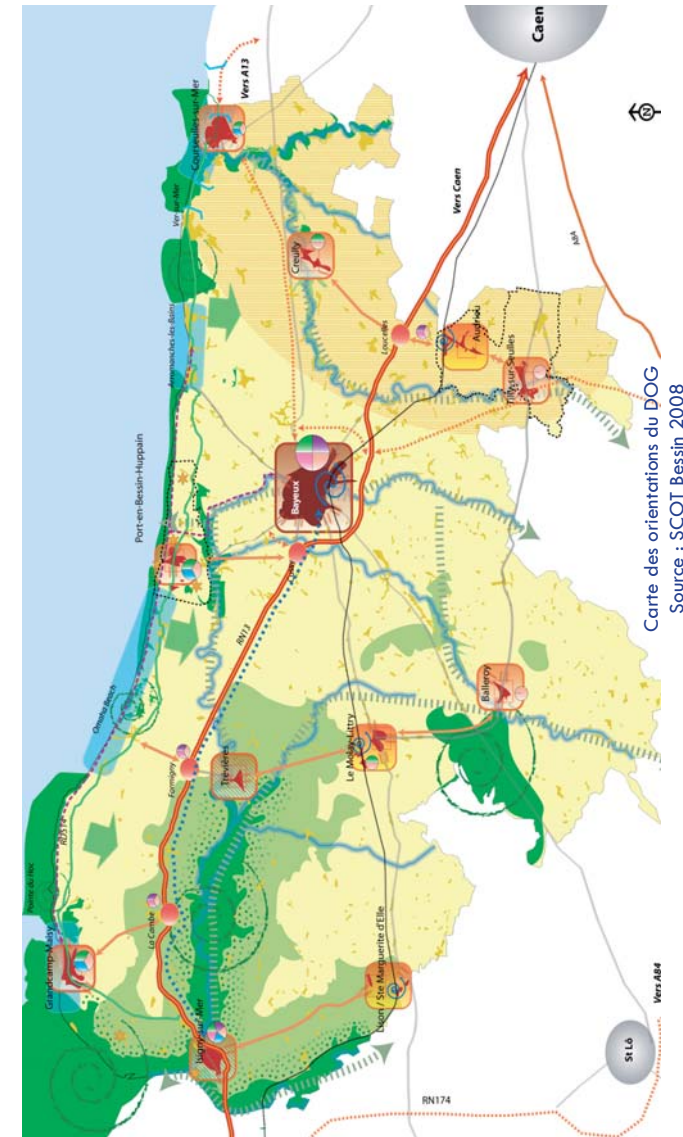 Pointe du Hoc
Grandcamp-Maisy
RD514
Omaha Beach
Port-en-Bessin-Huppain
Arromanches-les-Bains
Ver-sur-Mer
Courseulles-sur-Mer
Vers A13
La Cambe
Formigny
RN13
Isigny-sur-Mer
Trévières
Bayeux
Creully
Loucelles
Vers Caen
Caen
Le Molay-Littry
Audrieu
Tilly-sur-Seulles
A84
Lison / Ste Marguerite d'Elle
Balleroy
N
RN174
St Lô
Vers A84
Carte des orientations du DOG
Source : SCOT Bessin 2008